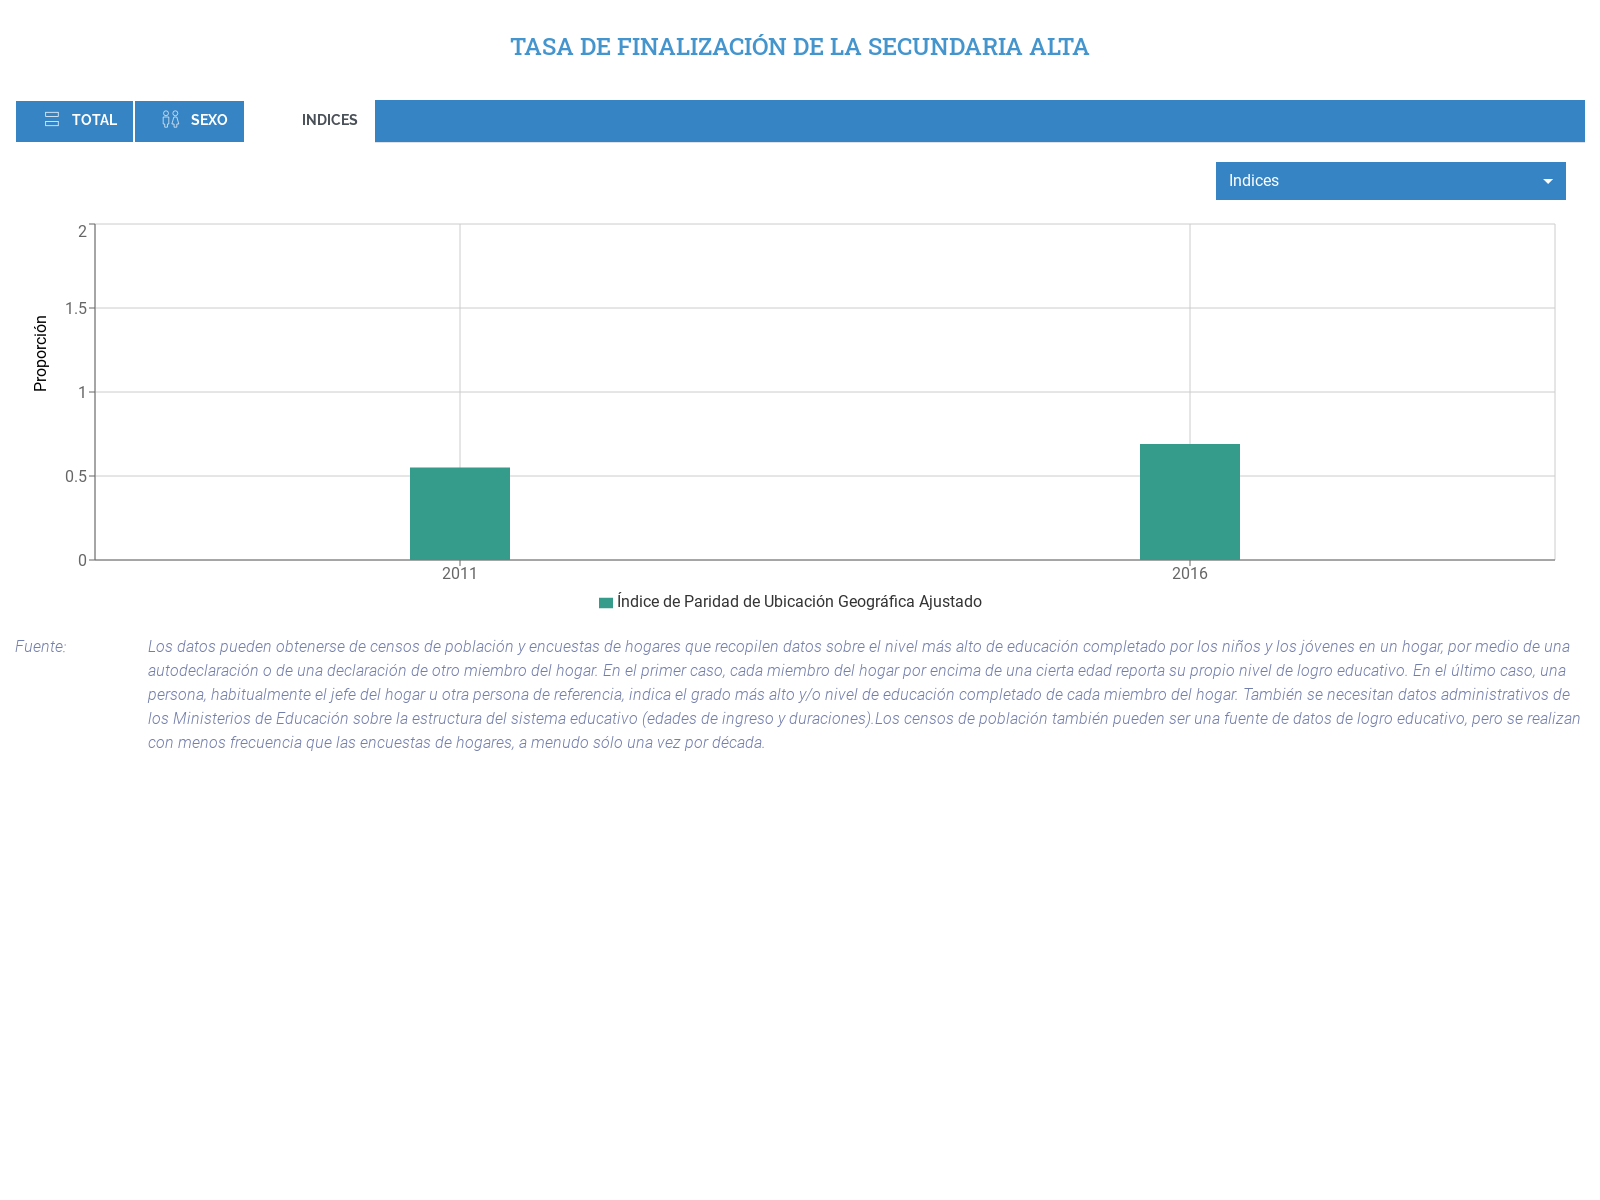 TASA DE FINALIZACIÓN DE LA SECUNDARIA ALTA
TOTAL SEXO INDICES
Indices
2
1.5
1
0.5
0
Proporción
2011 2016
Índice de Paridad de Ubicación Geográfica Ajustado
Fuente: Los datos pueden obtenerse de censos de población y encuestas de hogares que recopilen datos sobre el nivel más alto de educación completado por los niños y los jóvenes en un hogar, por medio de una
autodeclaración o de una declaración de otro miembro del hogar. En el primer caso, cada miembro del hogar por encima de una cierta edad reporta su propio nivel de logro educativo. En el último caso, una
persona, habitualmente el jefe del hogar u otra persona de referencia, indica el grado más alto y/o nivel de educación completado de cada miembro del hogar. También se necesitan datos administrativos de
los Ministerios de Educación sobre la estructura del sistema educativo (edades de ingreso y duraciones).Los censos de población también pueden ser una fuente de datos de logro educativo, pero se realizan
con menos frecuencia que las encuestas de hogares, a menudo sólo una vez por década.